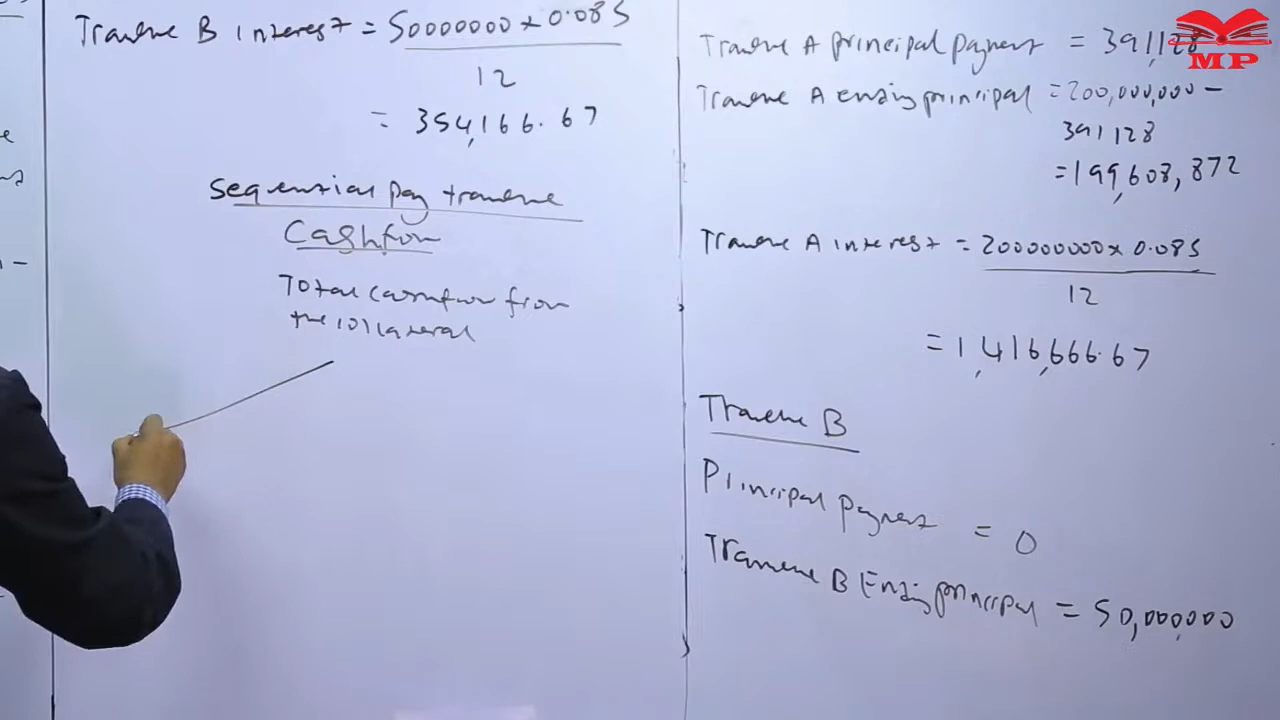 Tranche B interest = 50000000 x 0.085
12
= 354,166.67
Sequential pay tranche
Cashflow
Total cashflow from
the collateral
MP
Tranche A principal payment = 391,128
Tranche A ending principal = 200,000,000 -
391128
= 199,608,872
Tranche A interest = 200000000 x 0.085
12
= 1,416,666.67
Tranche B
Principal payment = 0
Tranche B Ending principal = 50,000,000